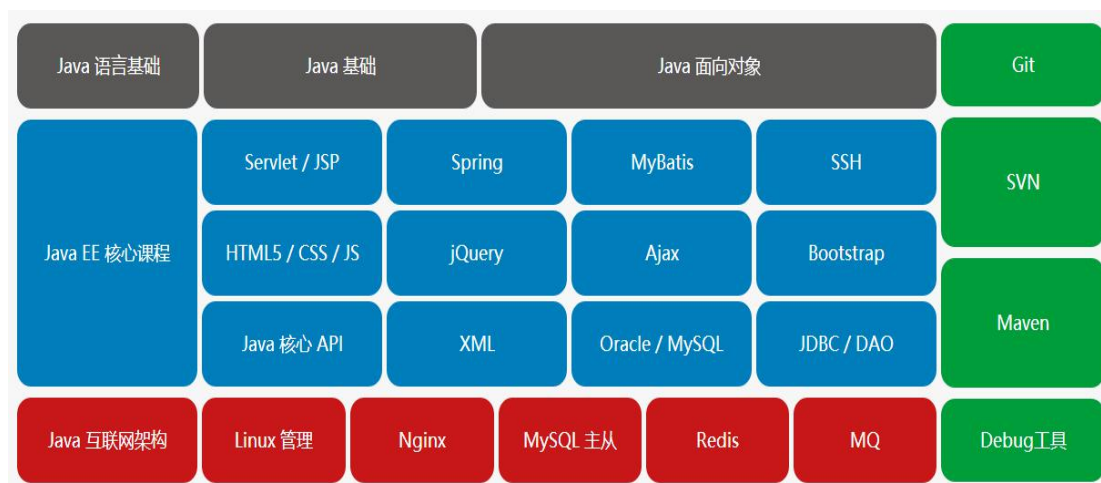 Java 语言基础
Java 基础
Java 面向对象
Git
Servlet / JSP
Spring
MyBatis
SSH
SVN
Java EE 核心课程
HTML5 / CSS / JS
jQuery
Ajax
Bootstrap
Maven
Java 核心 API
XML
Oracle / MySQL
JDBC / DAO
Java 互联网架构
Linux 管理
Nginx
MySQL 主从
Redis
MQ
Debug工具